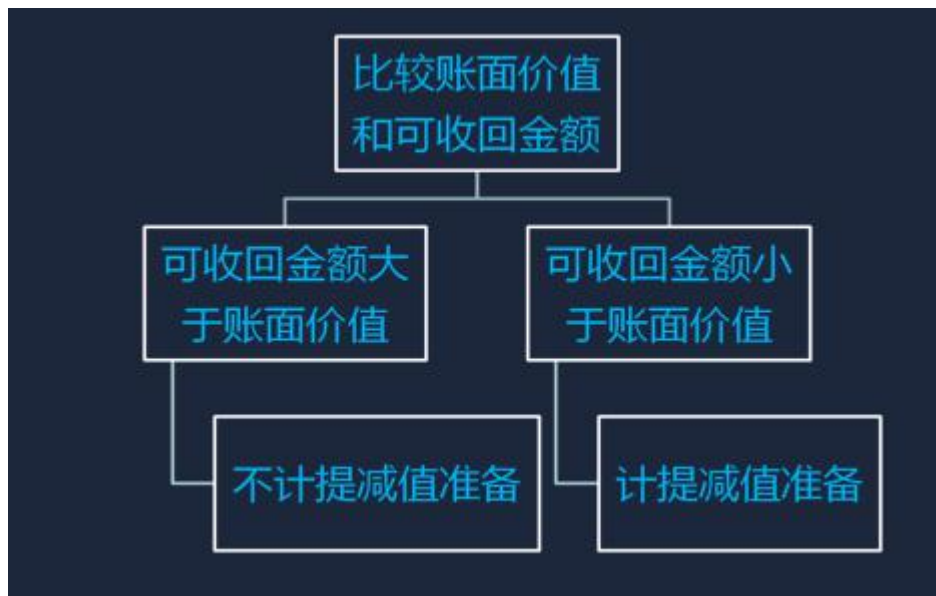 比较账面价值
和可收回金额
可收回金额大
于账面价值
可收回金额小
于账面价值
不计提减值准备
计提减值准备